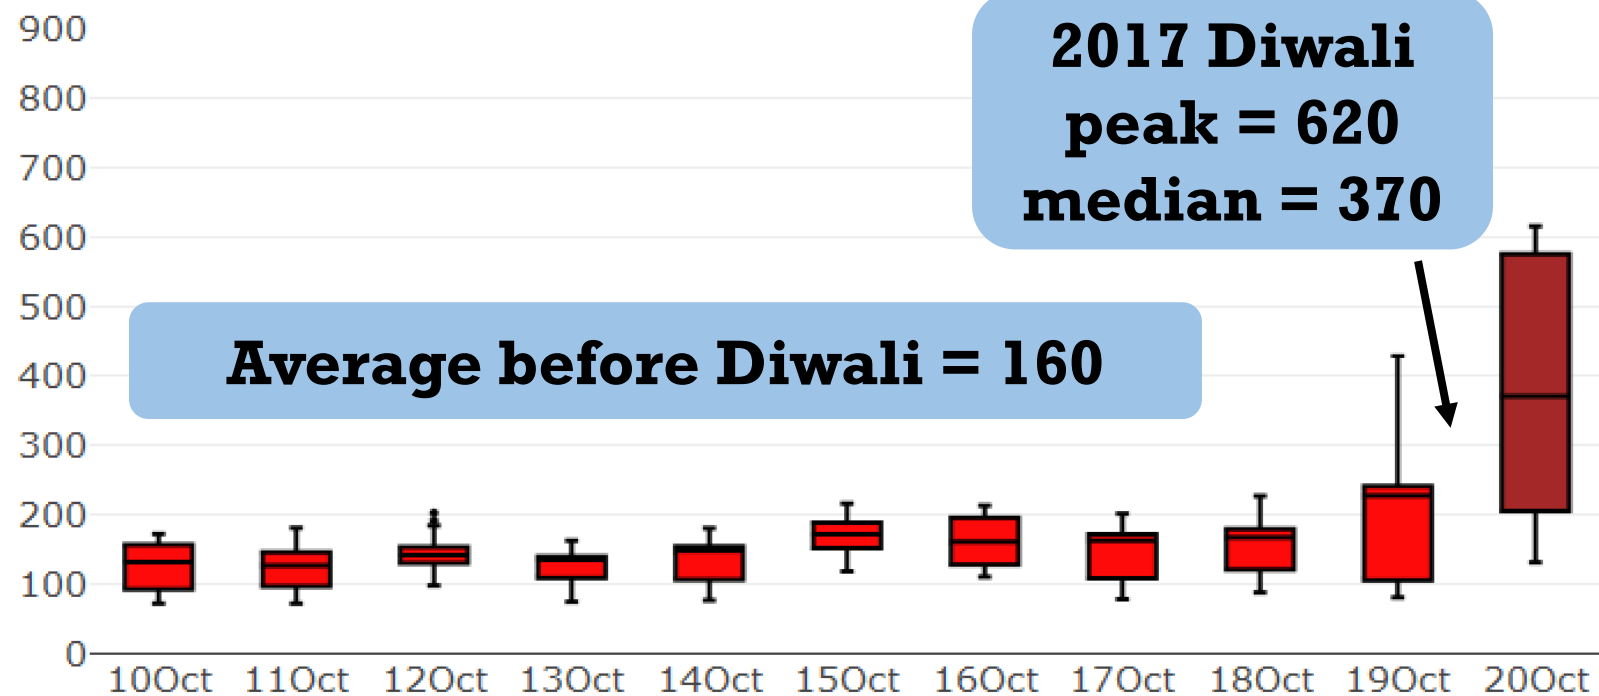 900
800
700
600
500
400
300
200
100
0
2017 Diwali
peak = 620
median = 370
Average before Diwali = 160
10Oct 11Oct 12Oct 13Oct 14Oct 15Oct 16Oct 17Oct 18Oct 19Oct 20Oct